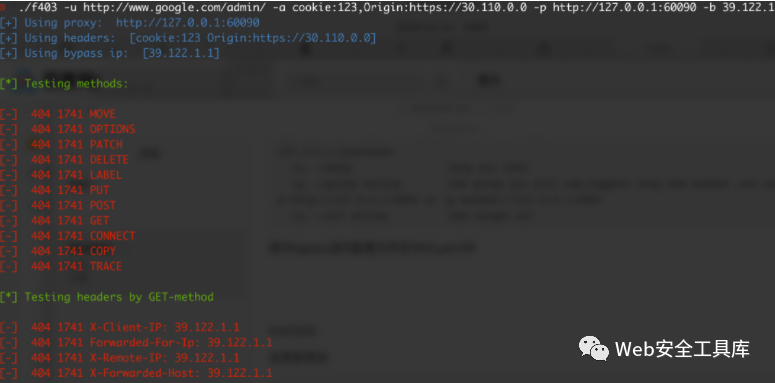 ./f403 -u http://www.google.com/admin/ -a cookie:123,Origin:https://30.110.0.0 -p http://127.0.0.1:60090 -b 39.122.1
[+] Using proxy: http://127.0.0.1:60090
[+] Using headers: [cookie:123 Origin:https://30.110.0.0]
[+] Using bypass ip: [39.122.1.1]
[*] Testing methods:
[-] 404 1741 MOVE
[-] 404 1741 OPTIONS
[-] 404 1741 PATCH
[-] 404 1741 DELETE
[-] 404 1741 LABEL
[-] 404 1741 PUT
[-] 404 1741 POST
[-] 404 1741 GET
[-] 404 1741 CONNECT
[-] 404 1741 COPY
[-] 404 1741 TRACE
[*] Testing headers by GET-method
[-] 404 1741 X-Client-IP: 39.122.1.1
[-] 404 1741 Forwarded-For-Ip: 39.122.1.1
[-] 404 1741 X-Remote-IP: 39.122.1.1
[-] 404 1741 X-Forwarded-Host: 39.122.1.1
Web安全工具库